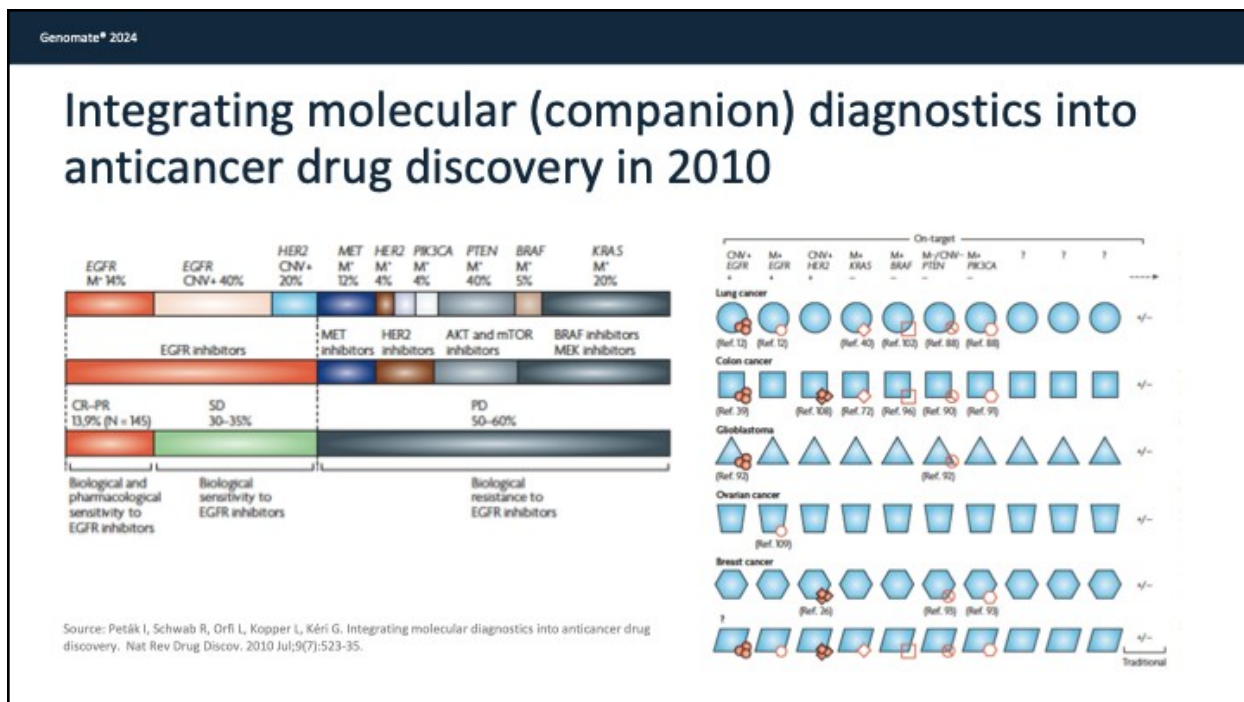 Genomate® 2024
Integrating molecular (companion) diagnostics into
anticancer drug discovery in 2010
EGFR
M⁺ 14%
EGFR
CNV+ 40%
HER2
CNV+
20%
MET
M⁺
12%
HER2
M⁺
4%
PIK3CA
M⁺
4%
PTEN
M⁺
40%
BRAF
M⁺
5%
KRAS
M⁺
20%
EGFR inhibitors
MET
inhibitors
HER2
inhibitors
AKT and mTOR
inhibitors
BRAF inhibitors
MEK inhibitors
CR–PR
13,9% (N = 145)
SD
30–35%
PD
50–60%
Biological and
pharmacological
sensitivity to
EGFR inhibitors
Biological
sensitivity to
EGFR inhibitors
Biological
resistance to
EGFR inhibitors
Source: Peták I, Schwab R, Orfi L, Kopper L, Kéri G. Integrating molecular diagnostics into anticancer drug
discovery. Nat Rev Drug Discov. 2010 Jul;9(7):523-35.
On-target
CNV+ M+ CNV+ M+ M+ M-/CNV- M+ ? ? ?
EGFR EGFR HER2 KRAS BRAF PTEN PIK3CA
+ + + – – – –
Lung cancer
+/–
(Ref. 12) (Ref. 12) (Ref. 40) (Ref. 102) (Ref. 88) (Ref. 88)
Colon cancer
+/–
(Ref. 39) (Ref. 108) (Ref. 72) (Ref. 96) (Ref. 90) (Ref. 91)
Glioblastoma
+/–
(Ref. 92) (Ref. 92)
Ovarian cancer
+/–
(Ref. 109)
Breast cancer
+/–
(Ref. 26) (Ref. 93) (Ref. 93)
?
+/–
Traditional